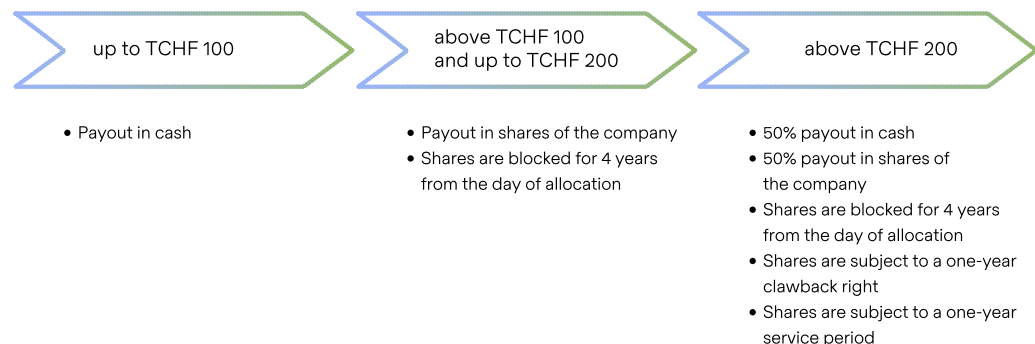 up to TCHF 100
above TCHF 100
and up to TCHF 200
above TCHF 200
• Payout in cash
• Payout in shares of the company
• Shares are blocked for 4 years
from the day of allocation
• 50% payout in cash
• 50% payout in shares of
the company
• Shares are blocked for 4 years
from the day of allocation
• Shares are subject to a one-year
clawback right
• Shares are subject to a one-year
service period